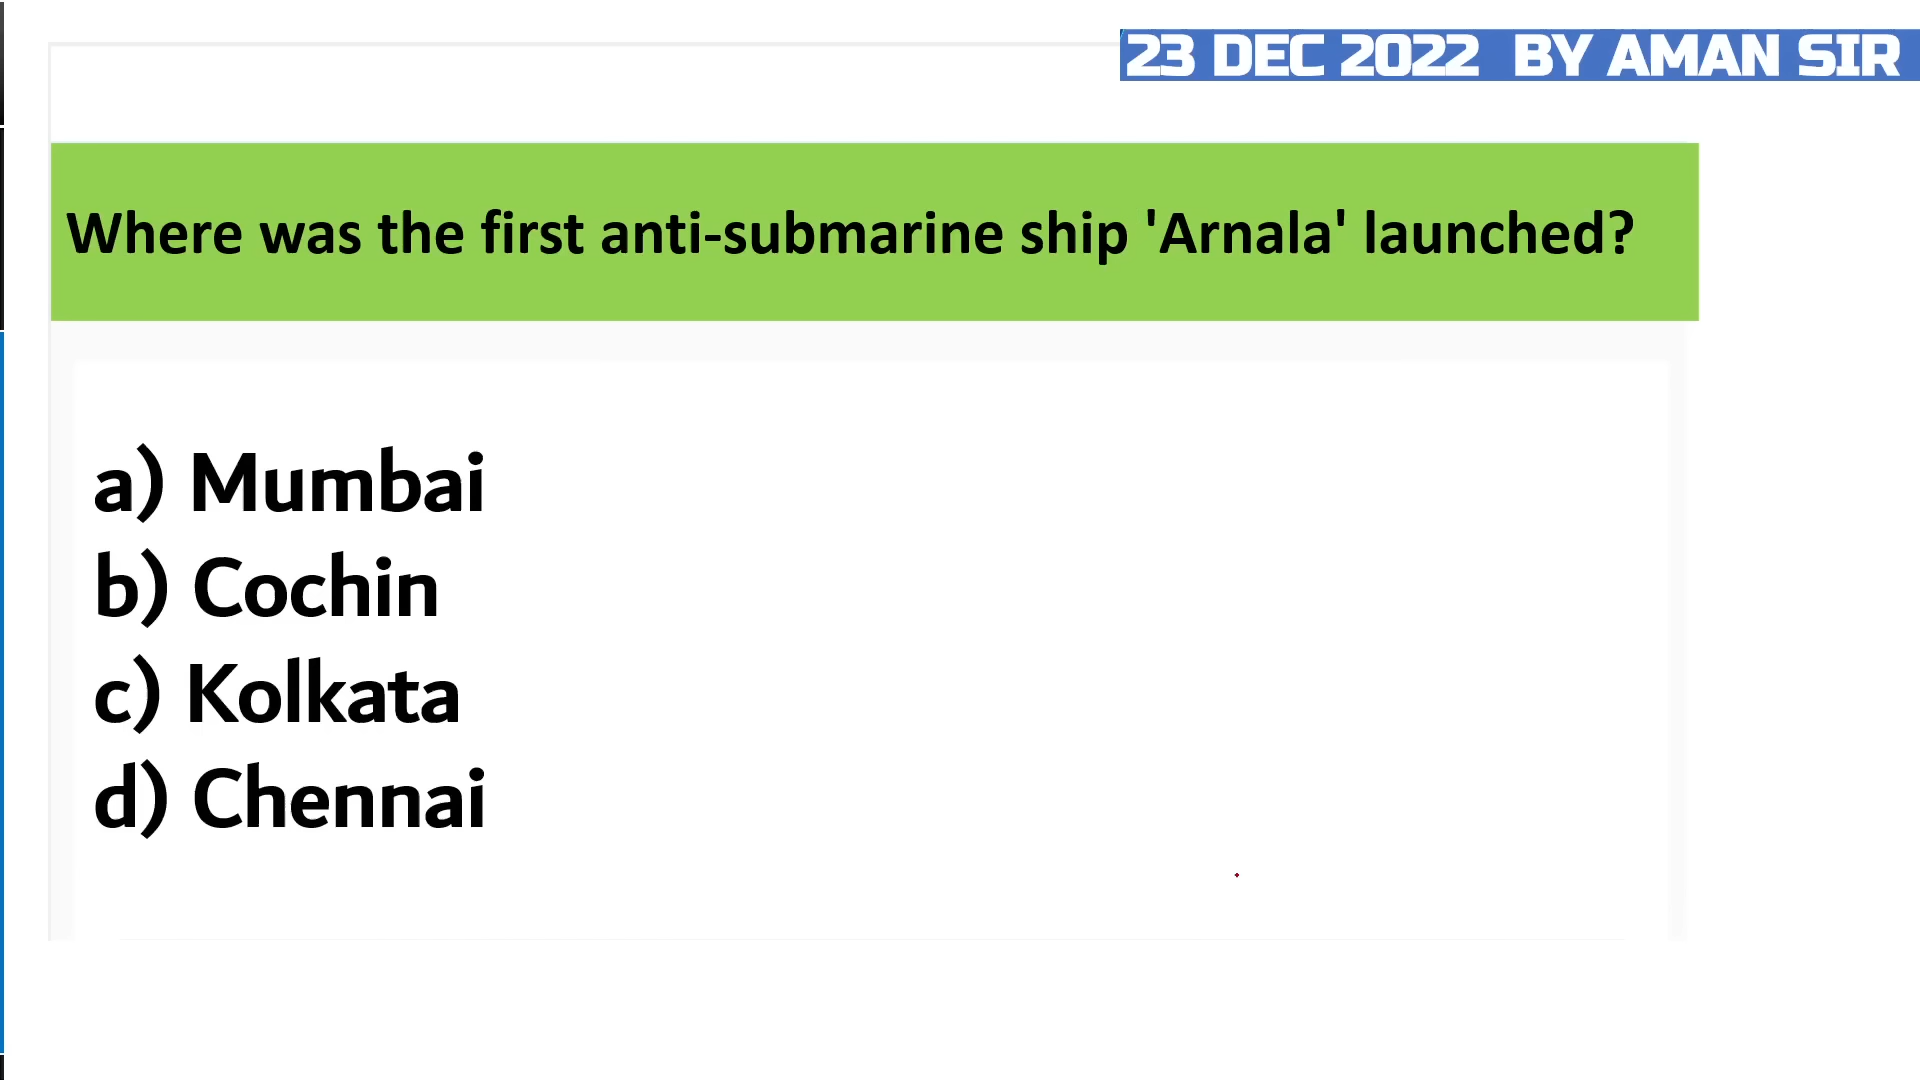 23 DEC 2022 BY AMAN SIR
Where was the first anti-submarine ship 'Arnala' launched?
a) Mumbai
b) Cochin
c) Kolkata
d) Chennai